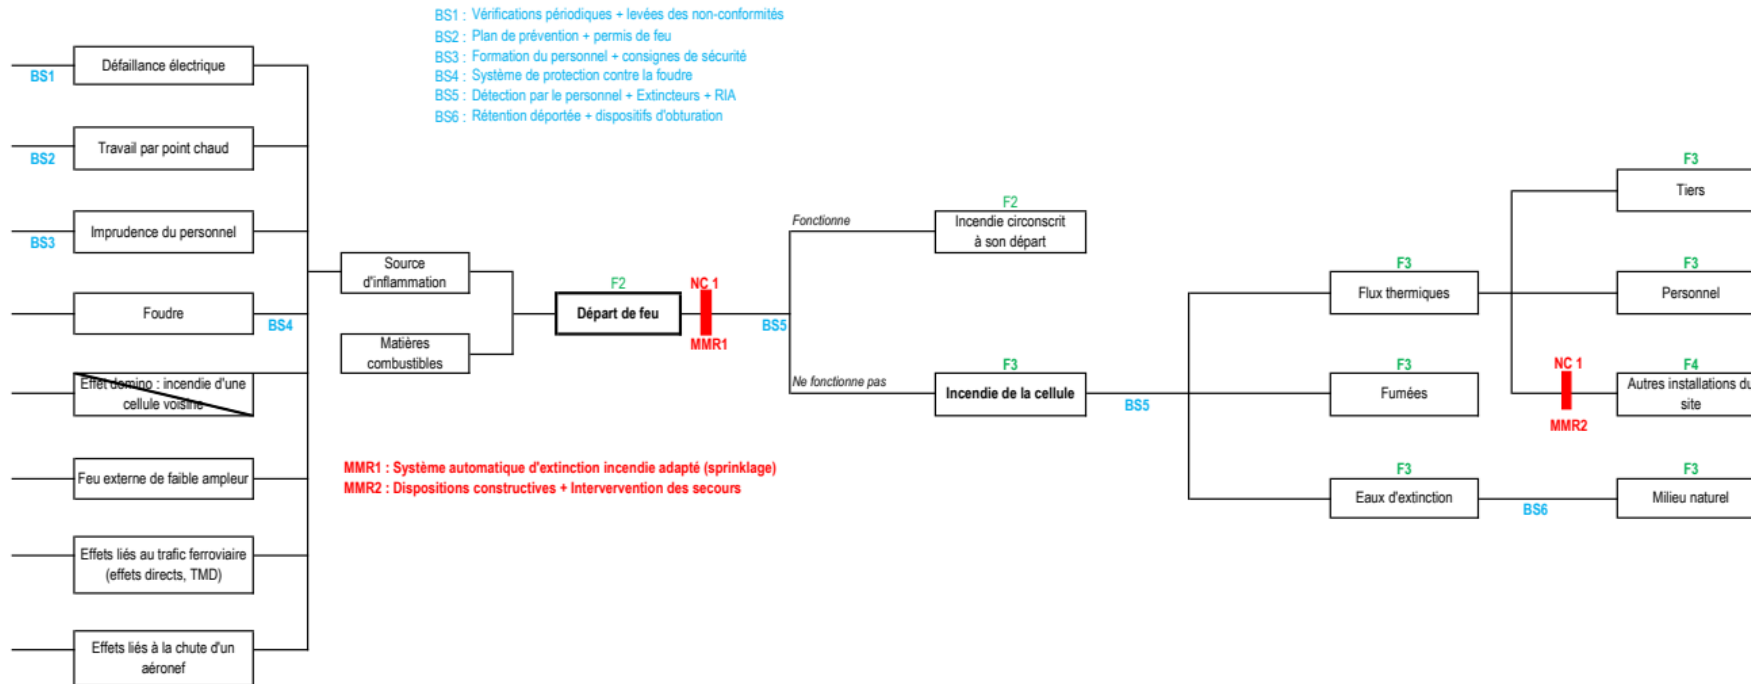 BS1 : Vérifications périodiques + levées des non-conformités
BS2 : Plan de prévention + permis de feu
BS3 : Formation du personnel + consignes de sécurité
BS4 : Système de protection contre la foudre
BS5 : Détection par le personnel + Extincteurs + RIA
BS6 : Rétention déportée + dispositifs d'obturation
BS1
Défaillance électrique
BS2
Travail par point chaud
BS3
Imprudence du personnel
Foudre
BS4
Effet domino : incendie d'une
cellule voisine
Feu externe de faible ampleur
Effets liés au trafic ferroviaire
(effets directs, TMD)
Effets liés à la chute d'un
aéronef
Source
d'inflammation
Matières
combustibles
F2
Départ de feu
NC 1
MMR1
BS5
Fonctionne
F2
Incendie circonscrit
à son départ
Ne fonctionne pas
F3
Incendie de la cellule
BS5
F3
Flux thermiques
F3
Fumées
F3
Eaux d'extinction
BS6
F3
Tiers
F3
Personnel
NC 1
MMR2
F4
Autres installations du
site
F3
Milieu naturel
MMR1 : Système automatique d'extinction incendie adapté (sprinklage)
MMR2 : Dispositions constructives + Intervervention des secours